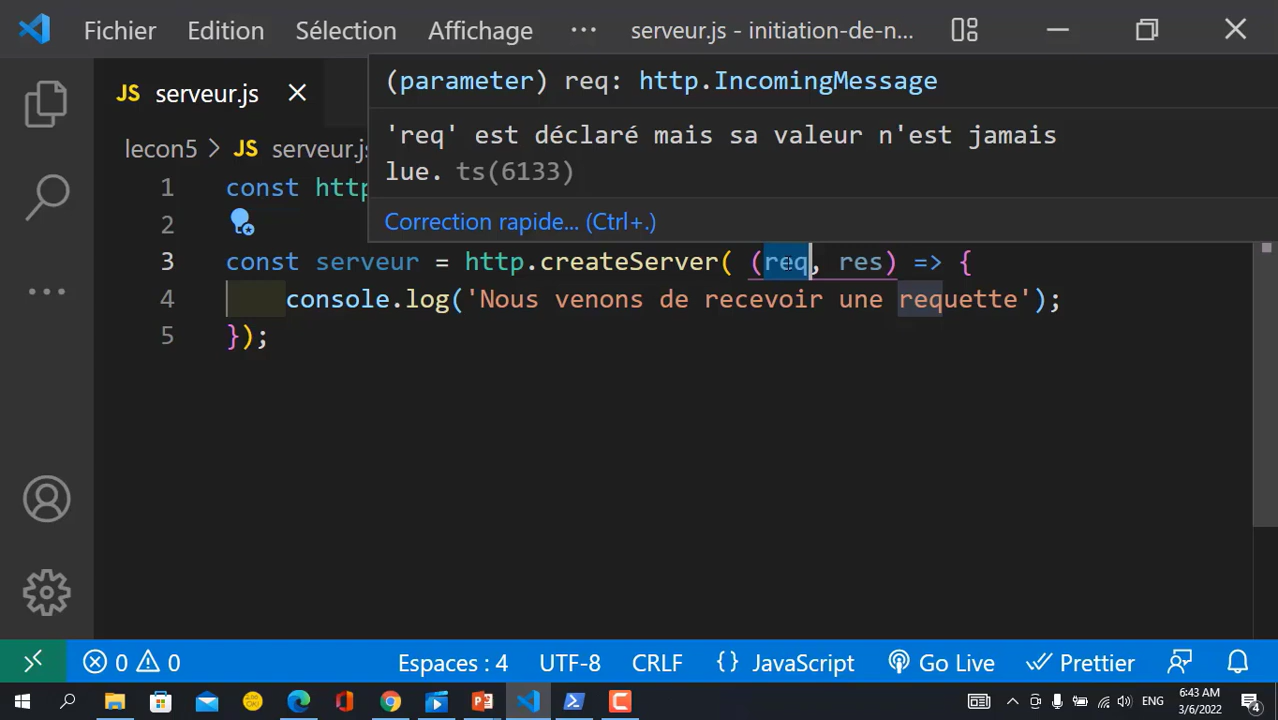 Fichier Edition Sélection Affichage ··· serveur.js - initiation-de-n...
JS serveur.js
(parameter) req: http.IncomingMessage
'req' est déclaré mais sa valeur n'est jamais
lue. ts(6133)
Correction rapide... (Ctrl+.)
lecon5 > JS serveur.js
1 const http
2
3 const serveur = http.createServer( (req, res) => {
4 console.log('Nous venons de recevoir une requette');
5 });
0 0 Espaces : 4 UTF-8 CRLF {} JavaScript Go Live Prettier
ENG 6:43 AM
3/6/2022 4